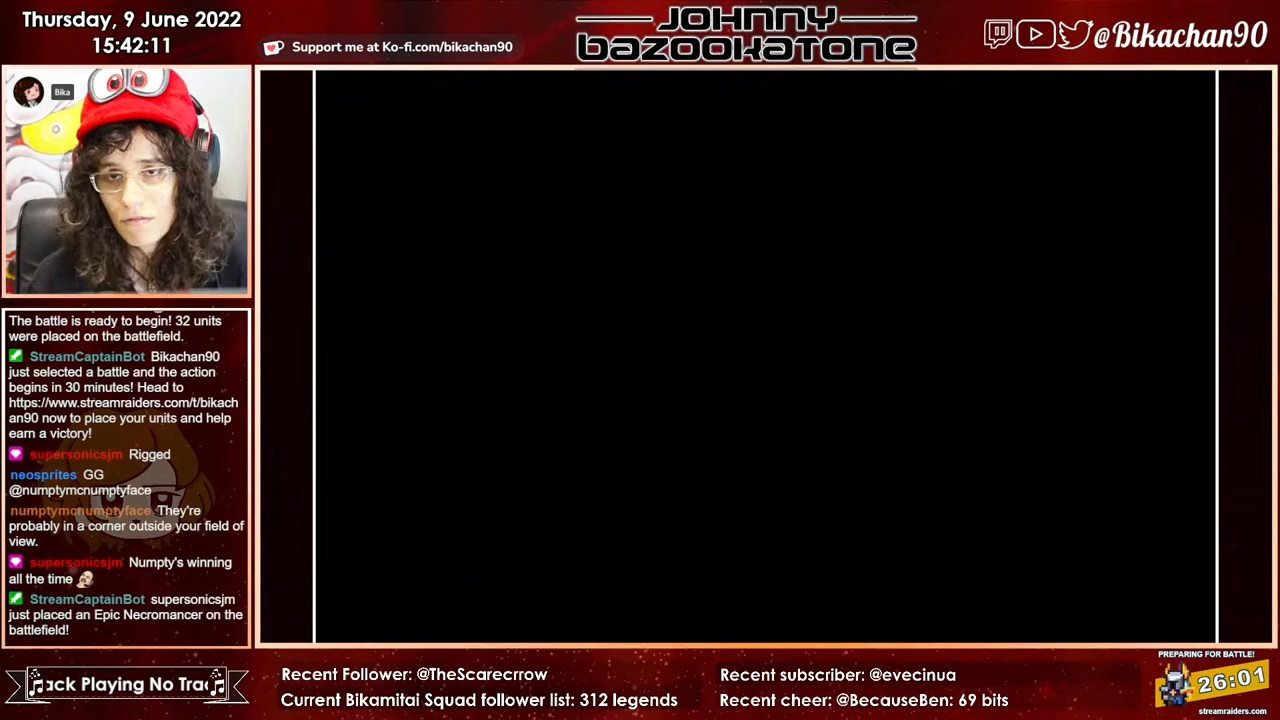 Thursday, 9 June 2022
15:42:11
Support me at Ko-fi.com/bikachan90
JOHNNY
BAZOOKATONE
@Bikachan90
Bika
The battle is ready to begin! 32 units
were placed on the battlefield.
StreamCaptainBot Bikachan90
just selected a battle and the action
begins in 30 minutes! Head to
https://www.streamraiders.com/t/bikach
an90 now to place your units and help
earn a victory!
supersonicsjm Rigged
neosprites GG
@numptymcnumptyface
numptymcnumptyface They're
probably in a corner outside your field of
view.
supersonicsjm Numpty's winning
all the time
StreamCaptainBot supersonicsjm
just placed an Epic Necromancer on the
battlefield!
ack Playing No Trac
Recent Follower: @TheScarecrrow
Current Bikamitai Squad follower list: 312 legends
Recent subscriber: @evecinua
Recent cheer: @BecauseBen: 69 bits
PREPARING FOR BATTLE!
26:01
streamraiders.com